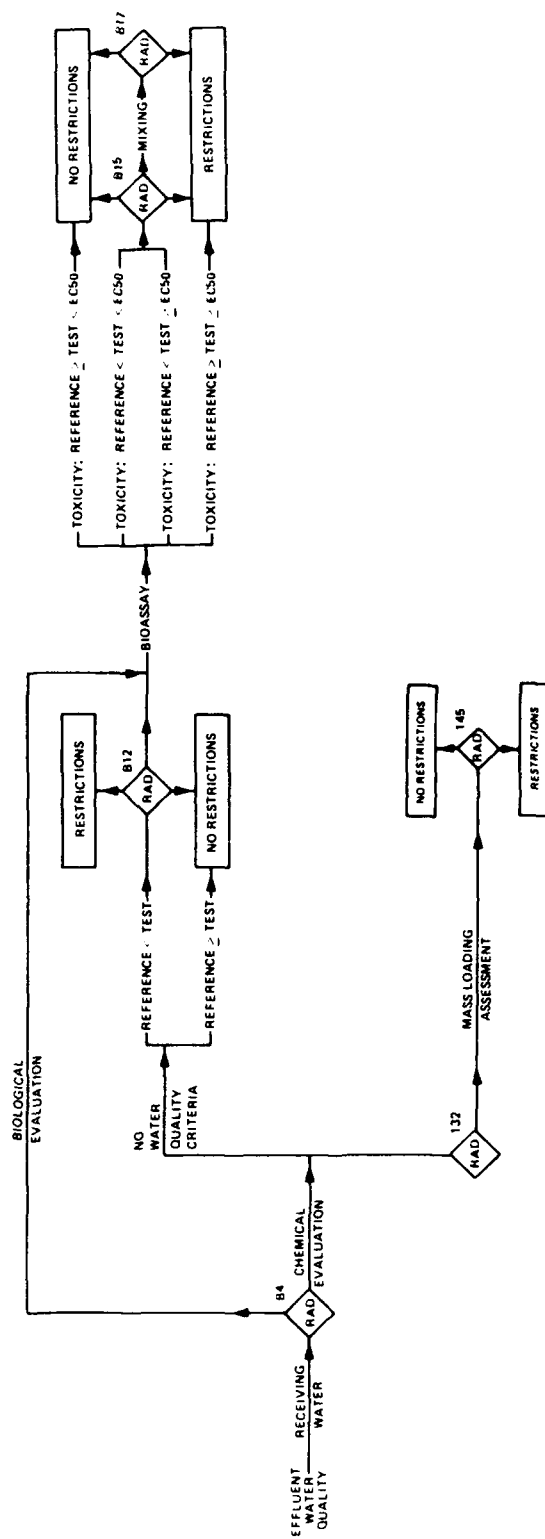 EFFLUENT
WATER
QUALITY
RECEIVING
WATER
B4
RAD
BIOLOGICAL
EVALUATION
CHEMICAL
EVALUATION
NO
WATER
QUALITY
CRITERIA
132
RAD
REFERENCE < TEST
REFERENCE ≥ TEST
RESTRICTIONS
B12
RAD
NO RESTRICTIONS
MASS LOADING
ASSESSMENT
NO RESTRICTIONS
145
RAD
RESTRICTIONS
BIOASSAY
TOXICITY: REFERENCE ≥ TEST < EC50
TOXICITY: REFERENCE < TEST < EC50
TOXICITY: REFERENCE < TEST ≥ EC50
TOXICITY: REFERENCE ≥ TEST ≥ EC50
NO RESTRICTIONS
B15
RAD
MIXING
B17
RAD
RESTRICTIONS